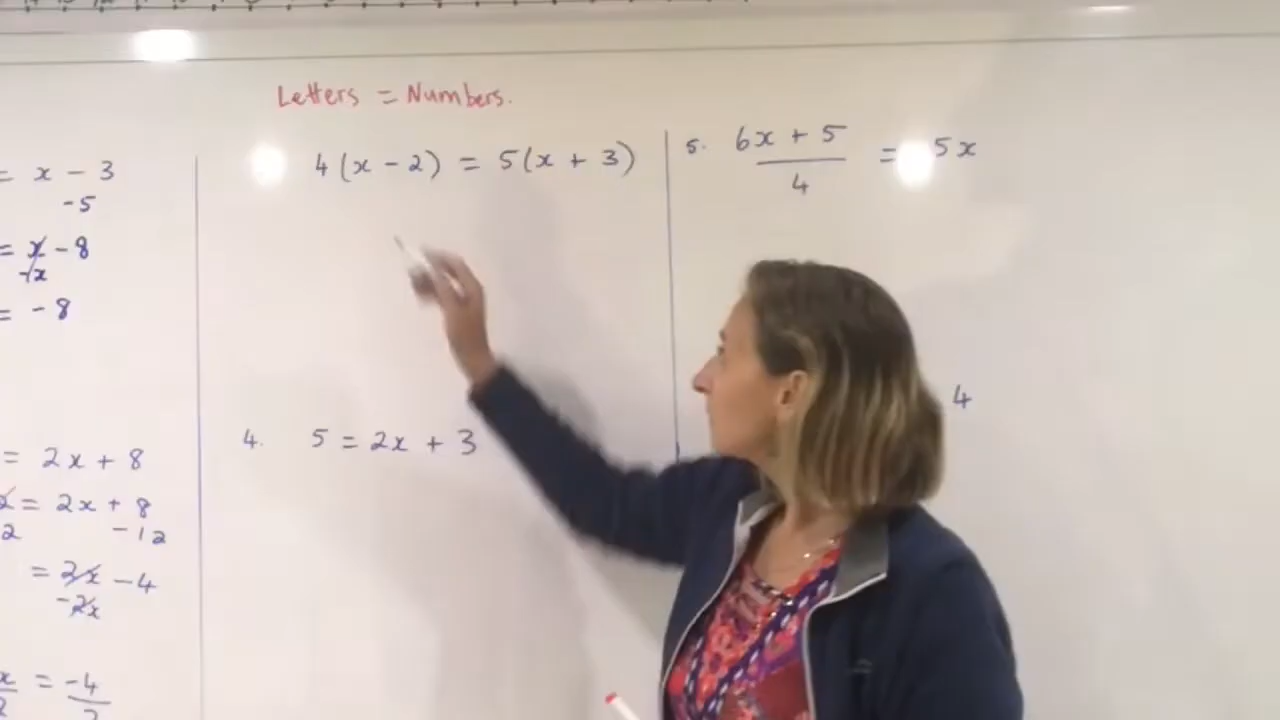 Letters = Numbers.
= x - 3
-5
= x - 8
-x
= - 8
= 2x + 8
= 2x + 8
2 -12
= 2x - 4
-2x
= -4
4(x - 2) = 5(x + 3)
4. 5 = 2x + 3
5. 6x + 5 = 5x
4
4